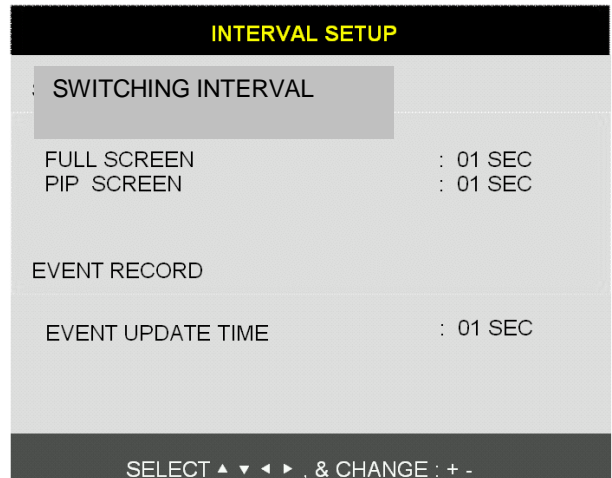 INTERVAL SETUP
SWITCHING INTERVAL
FULL SCREEN : 01 SEC
PIP SCREEN : 01 SEC
EVENT RECORD
EVENT UPDATE TIME : 01 SEC
SELECT ▲ ▼ ◄ ► , & CHANGE : + -